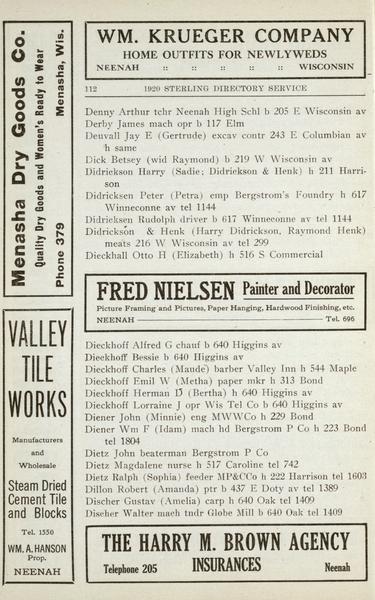 WM. KRUEGER COMPANY
HOME OUTFITS FOR NEWLYWEDS
NEENAH :: :: :: :: :: WISCONSIN
Menasha Dry Goods Co.
Quality Dry Goods and Women's Ready to Wear
Phone 379 Menasha, Wis.
112 1920 STERLING DIRECTORY SERVICE
Denny Arthur tchr Neenah High Schl b 205 E Wisconsin av
Derby James mach opr b 117 Elm
Deuvall Jay E (Gertrude) excav contr 243 E Columbian av
h same
Dick Betsey (wid Raymond) b 219 W Wisconsin av
Didrickson Harry (Sadie; Didrickson & Henk) h 211 Harri-
son
Didricksen Peter (Petra) emp Bergstrom's Foundry h 617
Winneconne av tel 1144
Didricksen Rudolph driver b 617 Winneconne av tel 1144
Didrickson & Henk (Harry Didrickson, Raymond Henk)
meats 216 W Wisconsin av tel 299
Dieckhall Otto H (Elizabeth) h 516 S Commercial
FRED NIELSEN Painter and Decorator
Picture Framing and Pictures, Paper Hanging, Hardwood Finishing, etc.
NEENAH Tel. 696
VALLEY
TILE
WORKS
Manufacturers
and
Wholesale
Steam Dried
Cement Tile
and Blocks
Tel. 1550
WM. A. HANSON
Prop.
NEENAH
Dieckhoff Alfred G chauf b 640 Higgins av
Dieckhoff Bessie b 640 Higgins av
Dieckhoff Charles (Maude) barber Valley Inn h 544 Maple
Dieckhoff Emil W (Metha) paper mkr h 313 Bond
Dieckhoff Herman D (Bertha) h 640 Higgins av
Dieckhoff Lorraine J opr Wis Tel Co b 640 Higgins av
Diener John (Minnie) eng MWWCo h 229 Bond
Diener Wm F (Idam) mach hd Bergstrom P Co h 223 Bond
tel 1804
Dietz John beaterman Bergstrom P Co
Dietz Magdalene nurse h 517 Caroline tel 742
Dietz Ralph (Sophia) feeder MP&CCo h 222 Harrison tel 1603
Dillon Robert (Amanda) ptr b 437 E Doty av tel 1389
Discher Gustav (Amelia) carp h 640 Oak tel 1409
Discher Walter mach tndr Globe Mill b 640 Oak tel 1409
THE HARRY M. BROWN AGENCY
Telephone 205 INSURANCES Neenah